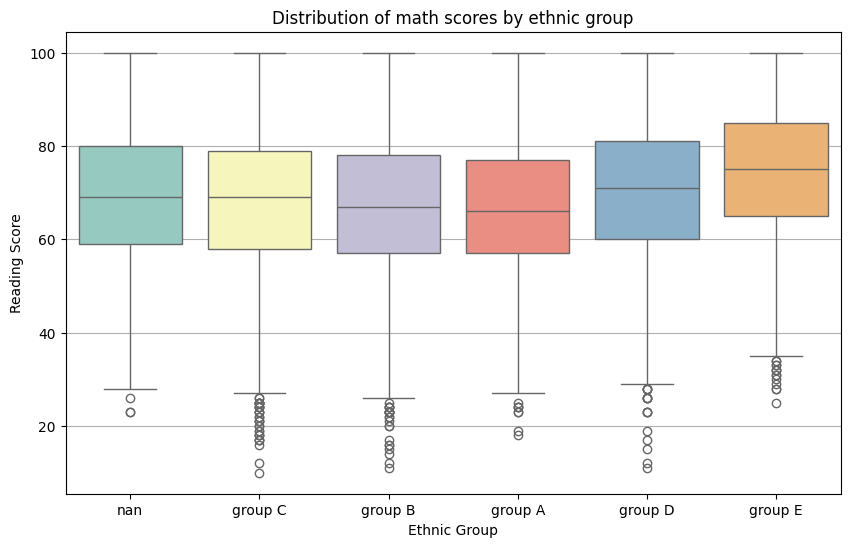 Distribution of math scores by ethnic group
Reading Score
100
80
60
40
20
nan group C group B group A group D group E
Ethnic Group